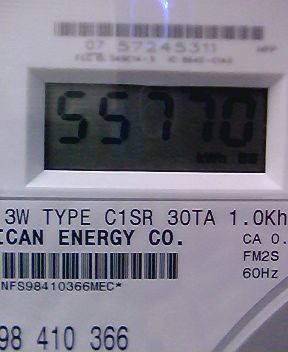 07 57245311
55770
kWh
3W TYPE C1SR 30TA 1.0Kh
ICAN ENERGY CO.
CA 0.
FM2S
NFS98410366MEC*
60Hz
98 410 366